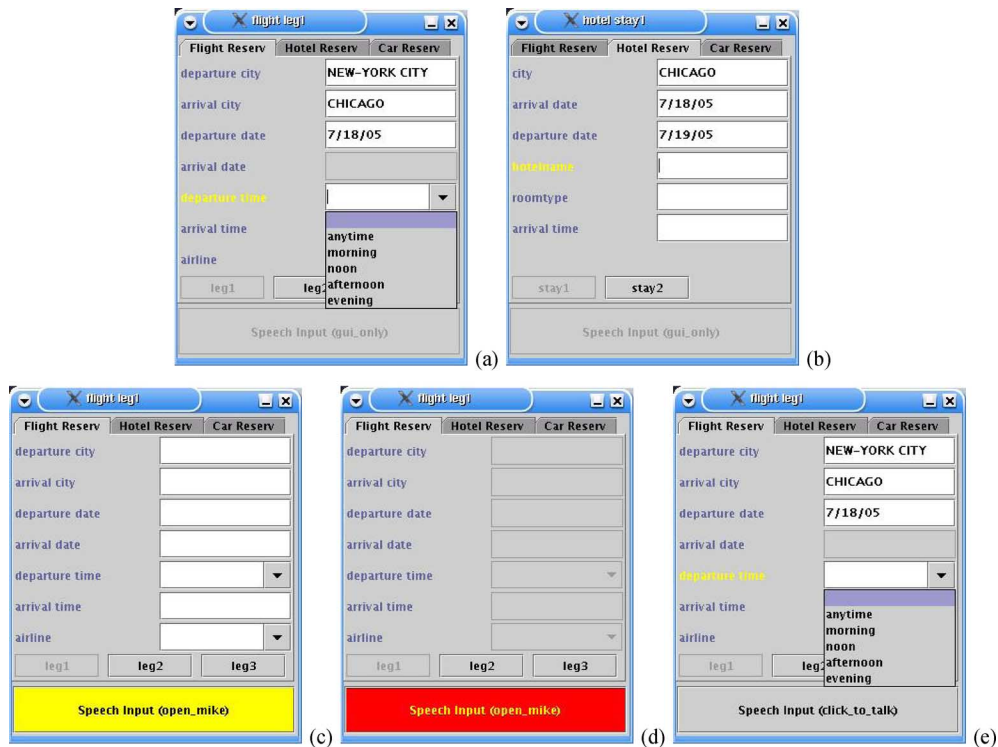 flight leg1
Flight Reserv Hotel Reserv Car Reserv
departure city NEW-YORK CITY
arrival city CHICAGO
departure date 7/18/05
arrival date
departure time
arrival time
anytime
morning
noon
airline
afternoon
evening
leg1 leg2
Speech Input (gui_only)
(a)
hotel stay1
Flight Reserv Hotel Reserv Car Reserv
city CHICAGO
arrival date 7/18/05
departure date 7/19/05
hotelname
roomtype
arrival time
stay1 stay2
Speech Input (gui_only)
(b)
flight leg1
Flight Reserv Hotel Reserv Car Reserv
departure city
arrival city
departure date
arrival date
departure time
arrival time
airline
leg1 leg2 leg3
Speech Input (open_mike)
(c)
flight leg1
Flight Reserv Hotel Reserv Car Reserv
departure city
arrival city
departure date
arrival date
departure time
arrival time
airline
leg1 leg2 leg3
Speech Input (open_mike)
(d)
flight leg1
Flight Reserv Hotel Reserv Car Reserv
departure city NEW-YORK CITY
arrival city CHICAGO
departure date 7/18/05
arrival date
departure time
arrival time
anytime
morning
noon
airline
afternoon
evening
leg1 leg2
Speech Input (click_to_talk)
(e)